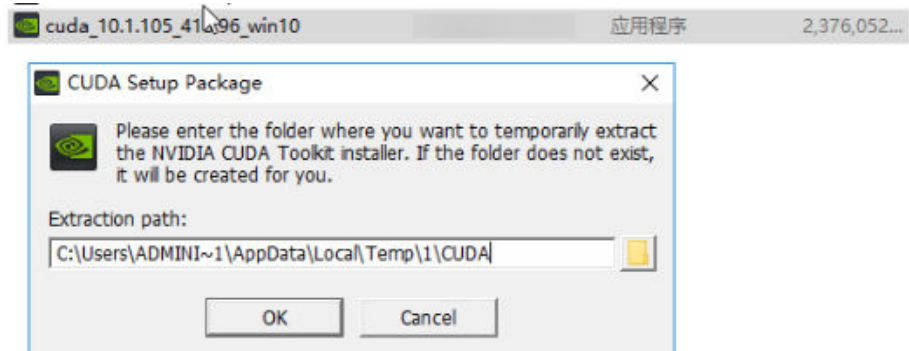 cuda_10.1.105_418.96_win10 应用程序 2,376,052...
CUDA Setup Package
Please enter the folder where you want to temporarily extract
the NVIDIA CUDA Toolkit installer. If the folder does not exist,
it will be created for you.
Extraction path:
C:\Users\ADMINI~1\AppData\Local\Temp\1\CUDA
OK Cancel